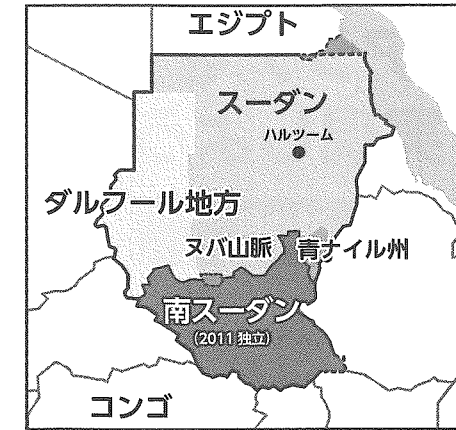 エジプト
スーダン
ハルツーム
ダルフール地方
ヌバ山脈
青ナイル州
南スーダン
(2011 独立)
コンゴ